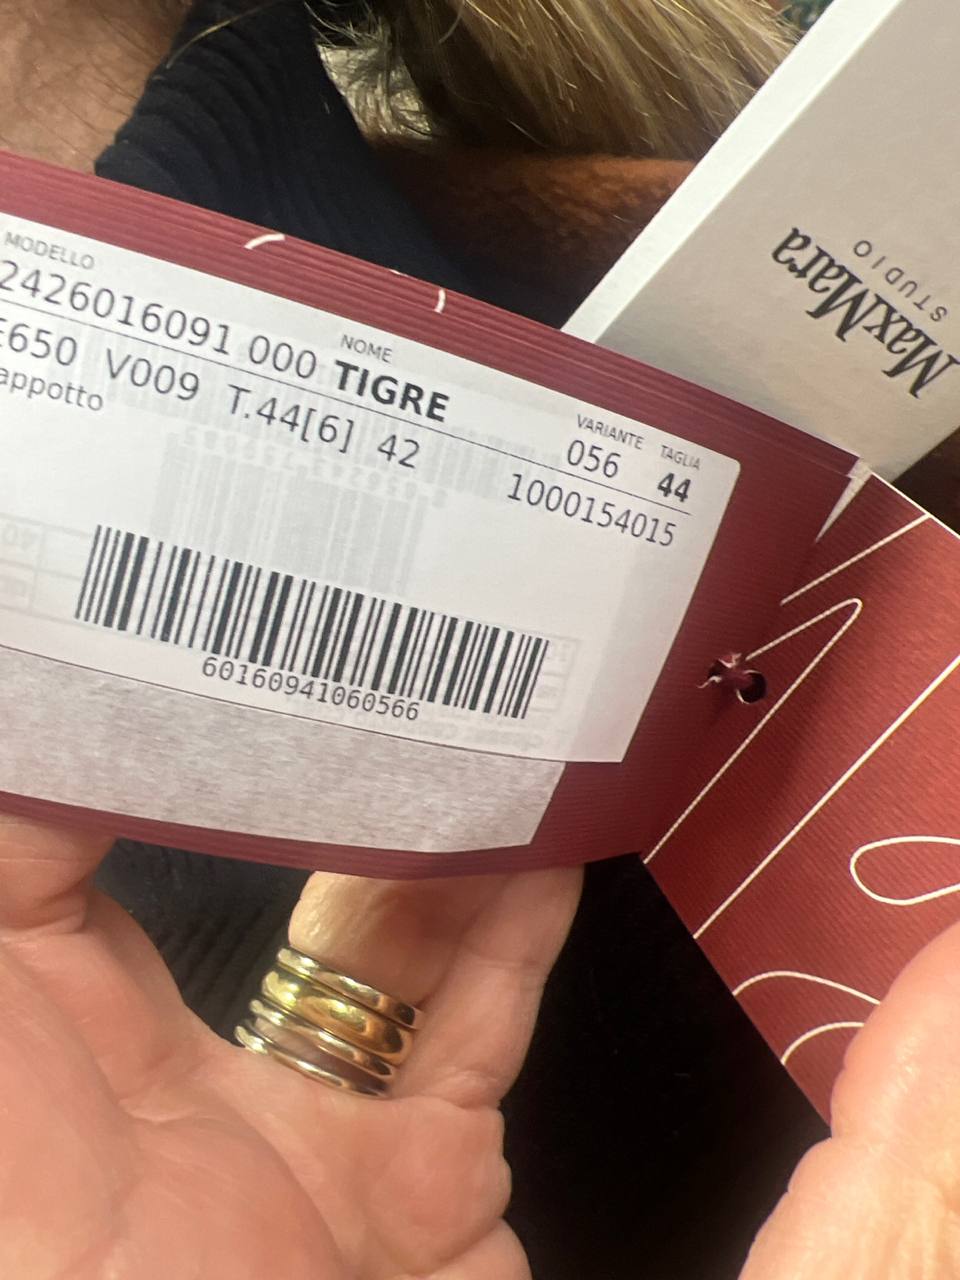 MODELLO
2426016091 000
NOME
TIGRE
VARIANTE
056
TAGLIA
44
E650 V009 T.44[6] 42
1000154015
appotto
60160941060566
MaxMara
STUDIO